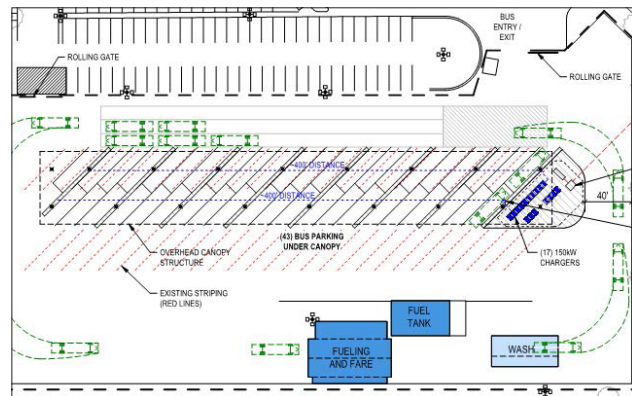 BUS
ENTRY /
EXIT
ROLLING GATE
ROLLING GATE
~400' DISTANCE
~400' DISTANCE
40'
(43) BUS PARKING
UNDER CANOPY
OVERHEAD CANOPY
STRUCTURE
(17) 150kW
CHARGERS
EXISTING STRIPING
(RED LINES)
FUEL
TANK
FUELING
AND FARE
WASH